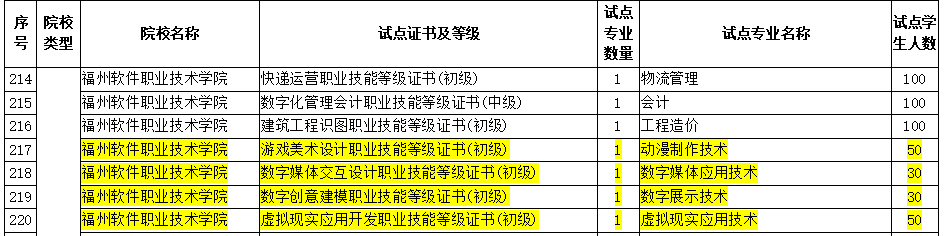 序号 院校类型 院校名称 试点证书及等级 试点专业数量 试点专业名称 试点学生人数
214 福州软件职业技术学院 快递运营职业技能等级证书(初级) 1 物流管理 100
215 福州软件职业技术学院 数字化管理会计职业技能等级证书(中级) 1 会计 100
216 福州软件职业技术学院 建筑工程识图职业技能等级证书(初级) 1 工程造价 100
217 福州软件职业技术学院 游戏美术设计职业技能等级证书(初级) 1 动漫制作技术 50
218 福州软件职业技术学院 数字媒体交互设计职业技能等级证书(初级) 1 数字媒体应用技术 30
219 福州软件职业技术学院 数字创意建模职业技能等级证书(初级) 1 数字展示技术 30
220 福州软件职业技术学院 虚拟现实应用开发职业技能等级证书(初级) 1 虚拟现实应用技术 50